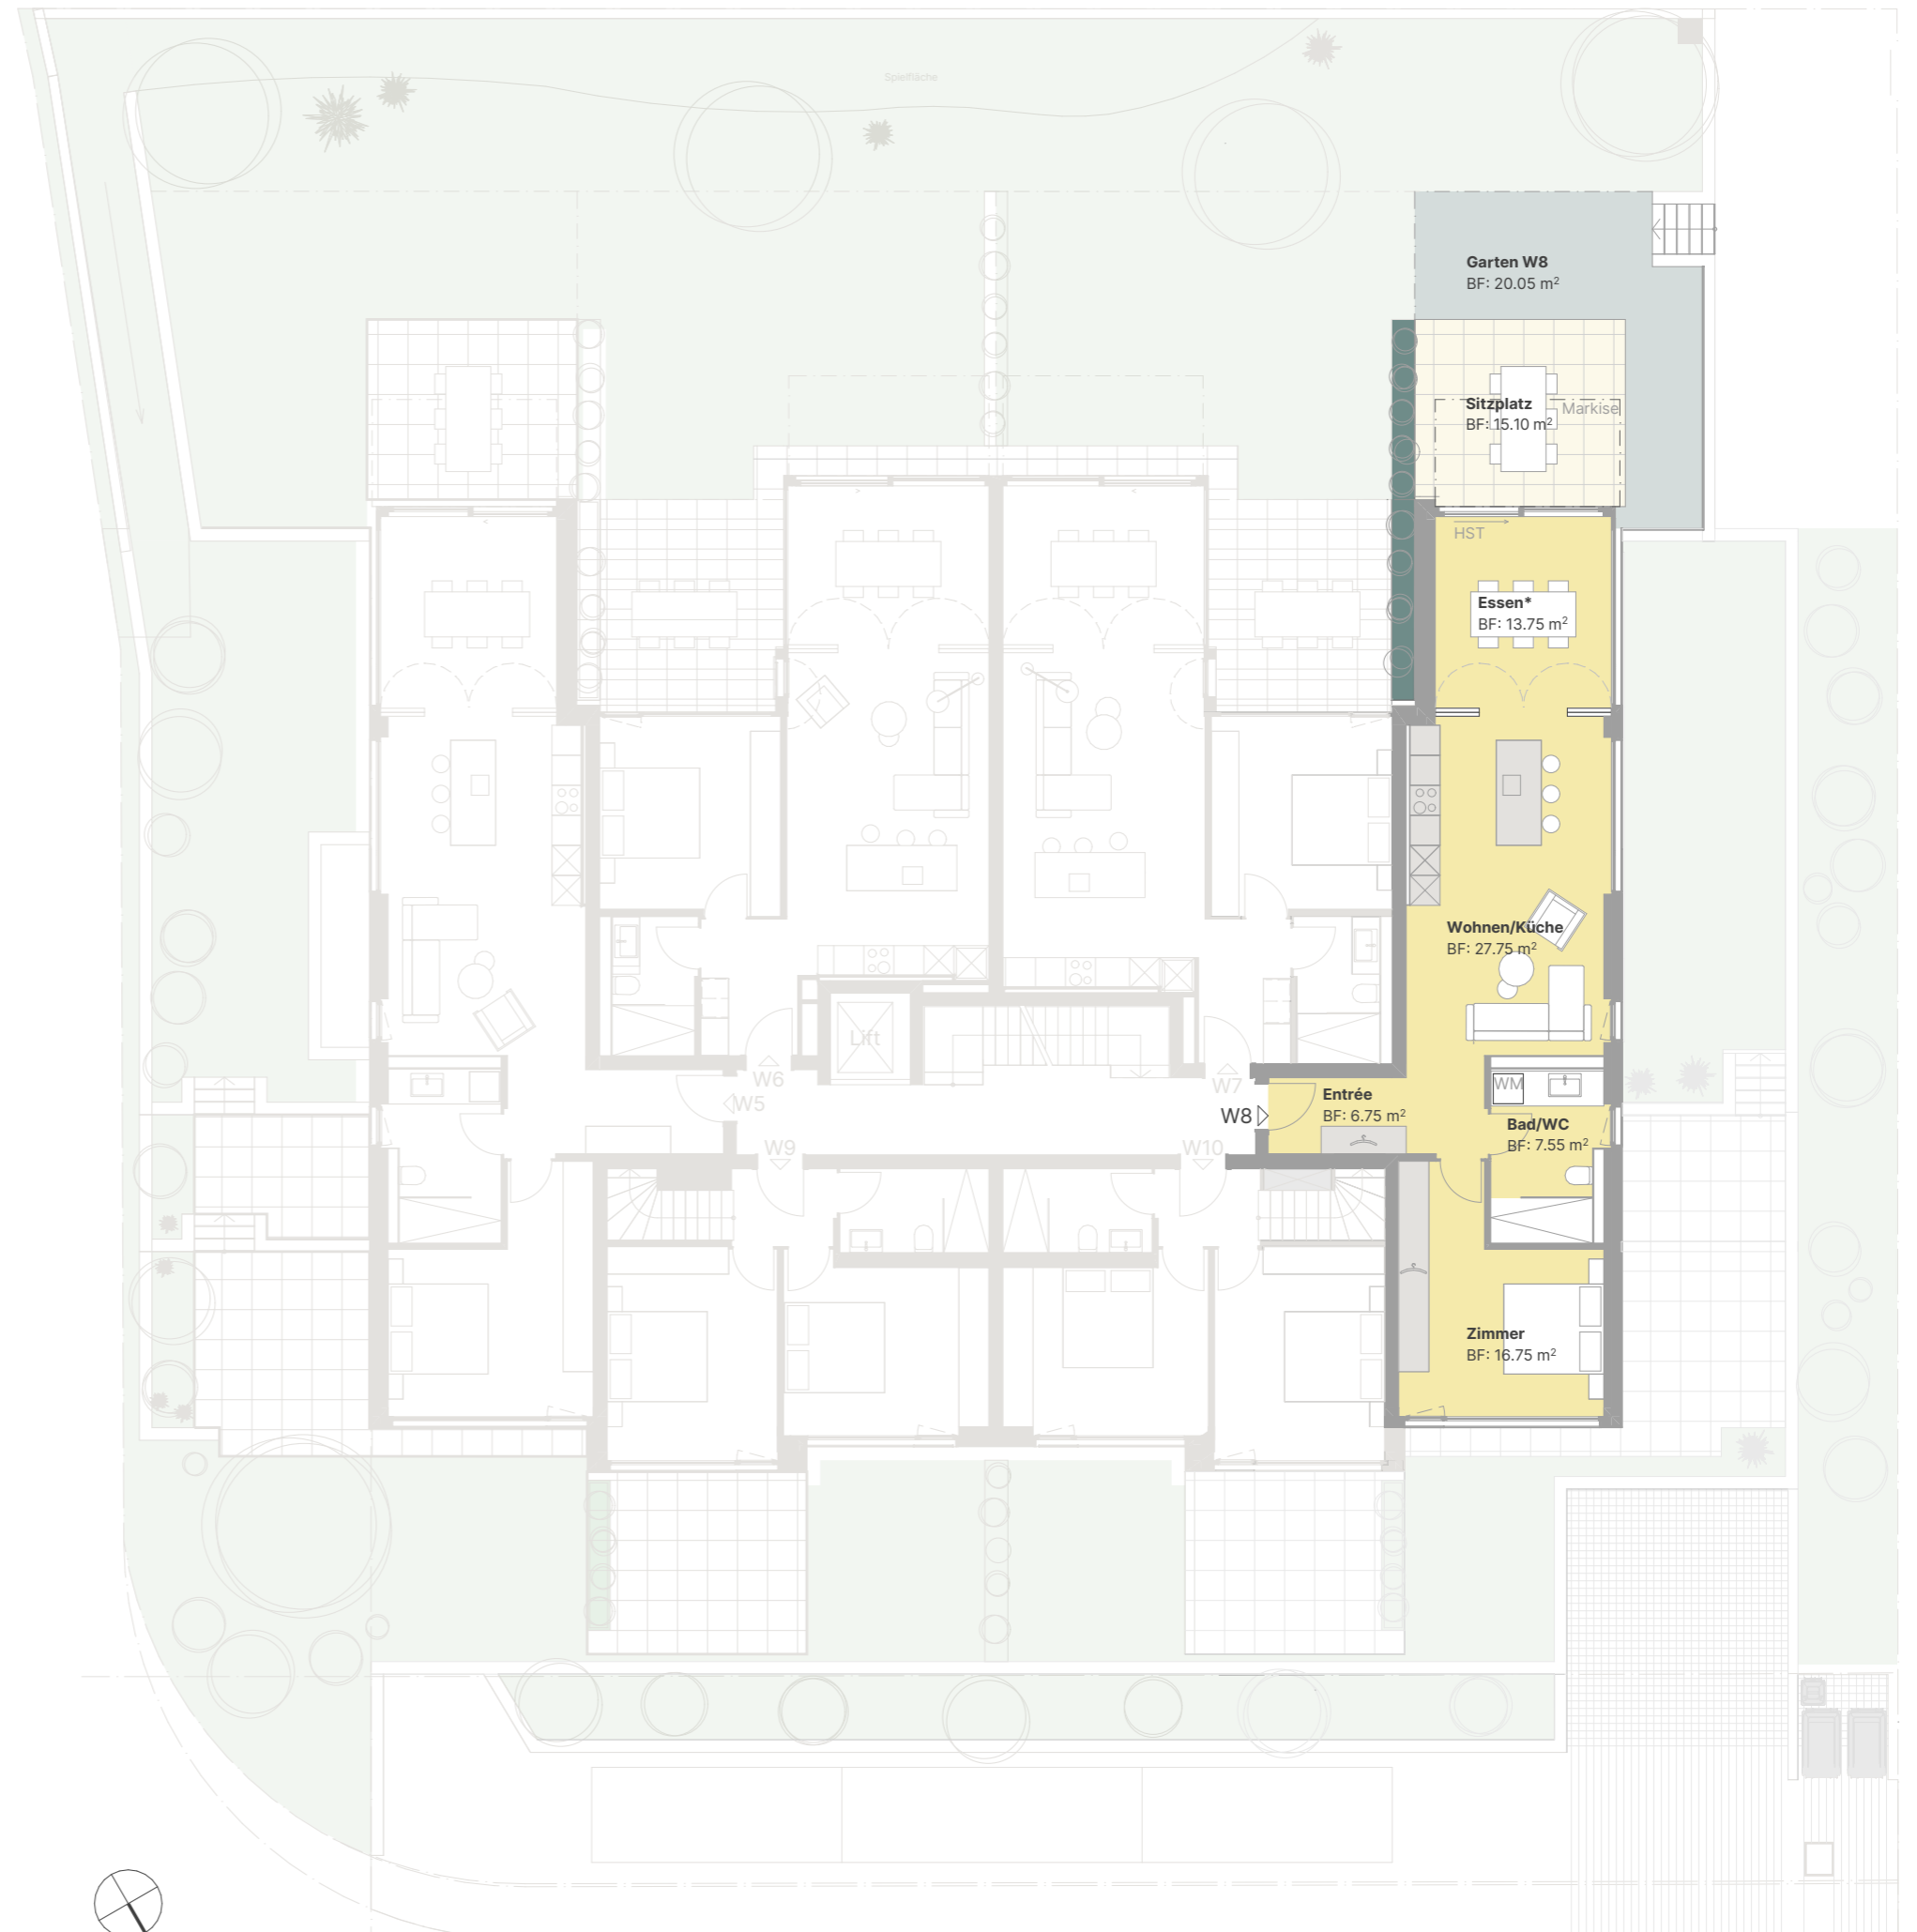 Spielfläche
Garten W8
BF: 20.05 m²
Sitzplatz
Markise
BF: 15.10 m²
HST
Essen*
BF: 13.75 m²
Wohnen/Küche
BF: 27.75 m²
Lift
W6
W5
W7
W8
Entrée
BF: 6.75 m²
WM
Bad/WC
BF: 7.55 m²
W9
W10
Zimmer
BF: 16.75 m²